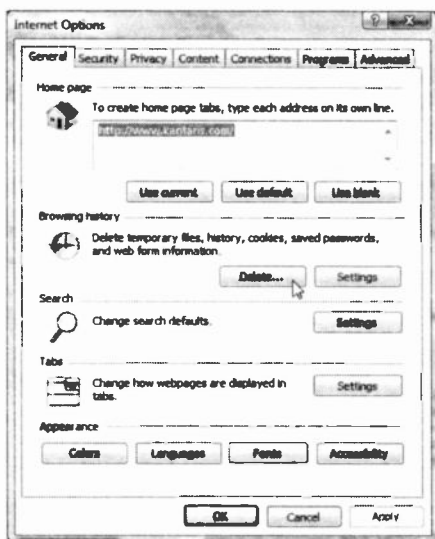 Internet Options
General Security Privacy Content Connections Programs Advanced
Home page
To create home page tabs, type each address on its own line.
Use current Use default Use blank
Browsing history
Delete temporary files, history, cookies, saved passwords,
and web form information.
Delete... Settings
Search
Change search defaults. Settings
Tabs
Change how webpages are displayed in
tabs.
Settings
Appearance
Colors Languages Fonts Accessibility
OK Cancel Apply